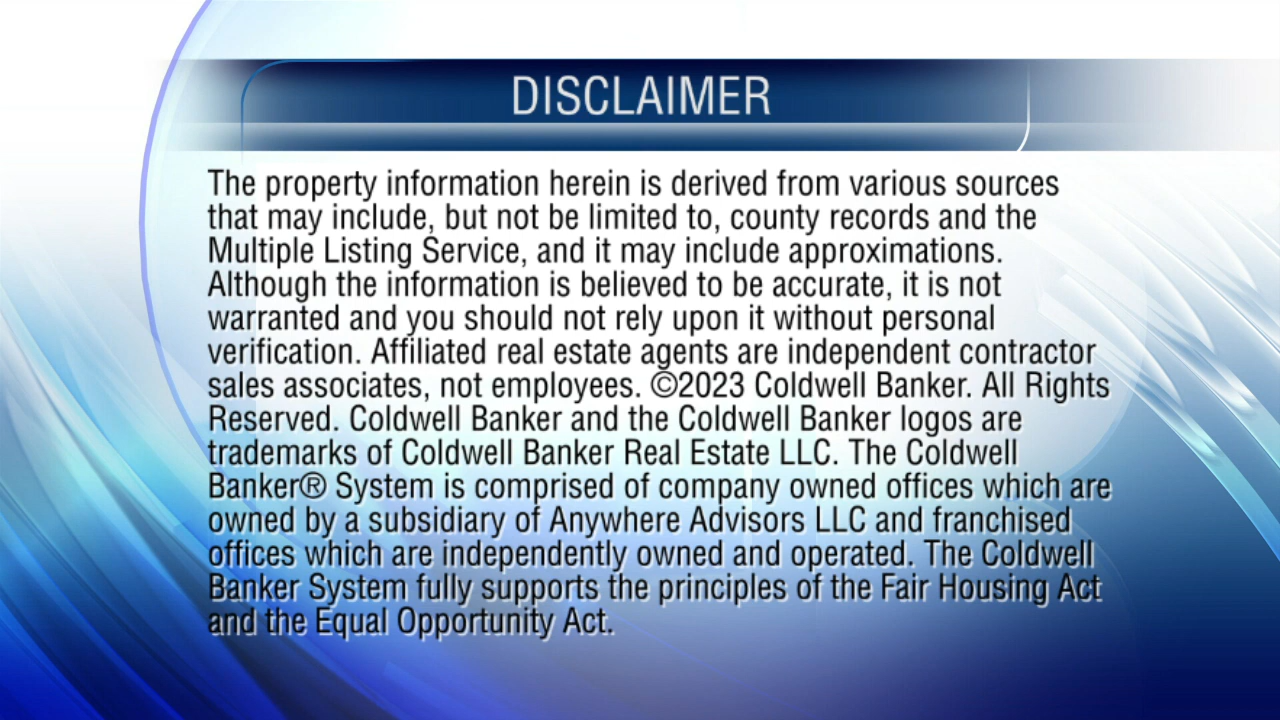 DISCLAIMER
The property information herein is derived from various sources
that may include, but not be limited to, county records and the
Multiple Listing Service, and it may include approximations.
Although the information is believed to be accurate, it is not
warranted and you should not rely upon it without personal
verification. Affiliated real estate agents are independent contractor
sales associates, not employees. ©2023 Coldwell Banker. All Rights
Reserved. Coldwell Banker and the Coldwell Banker logos are
trademarks of Coldwell Banker Real Estate LLC. The Coldwell
Banker® System is comprised of company owned offices which are
owned by a subsidiary of Anywhere Advisors LLC and franchised
offices which are independently owned and operated. The Coldwell
Banker System fully supports the principles of the Fair Housing Act
and the Equal Opportunity Act.